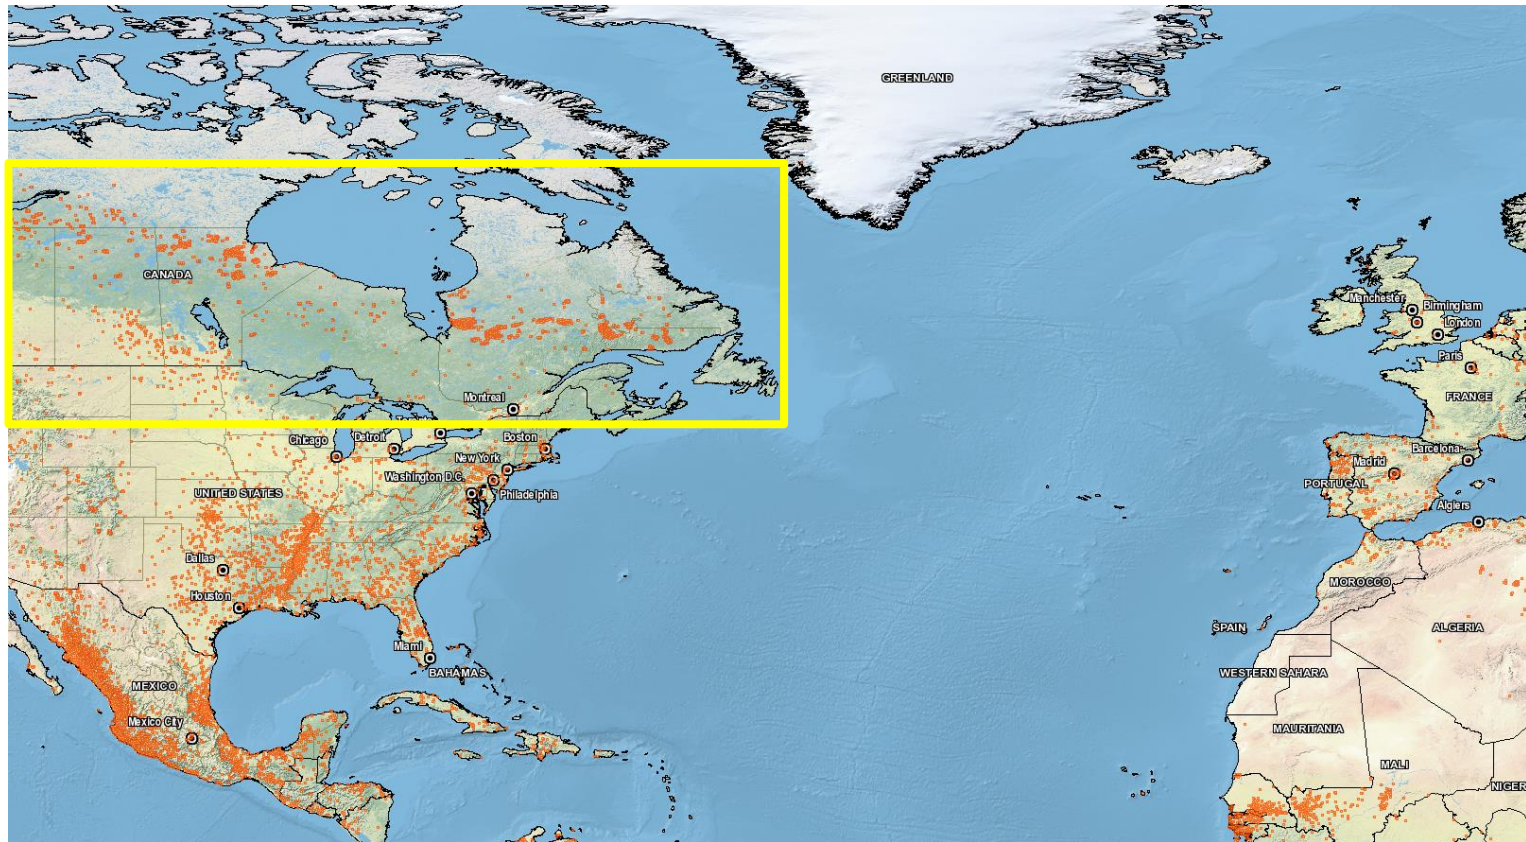 GREENLAND
CANADA
Manchester
Birmingham
London
Paris
Montreal
FRANCE
Chicago
Detroit
Boston
Barcelona
New York
Madrid
Washington D.C.
PORTUGAL
UNITED STATES
Philadelphia
Algiers
Dallas
MOROCCO
Houston
SPAIN
ALGERIA
Miami
BAHAMAS
WESTERN SAHARA
MEXICO
Mexico City
MAURITANIA
MALI
NIGER